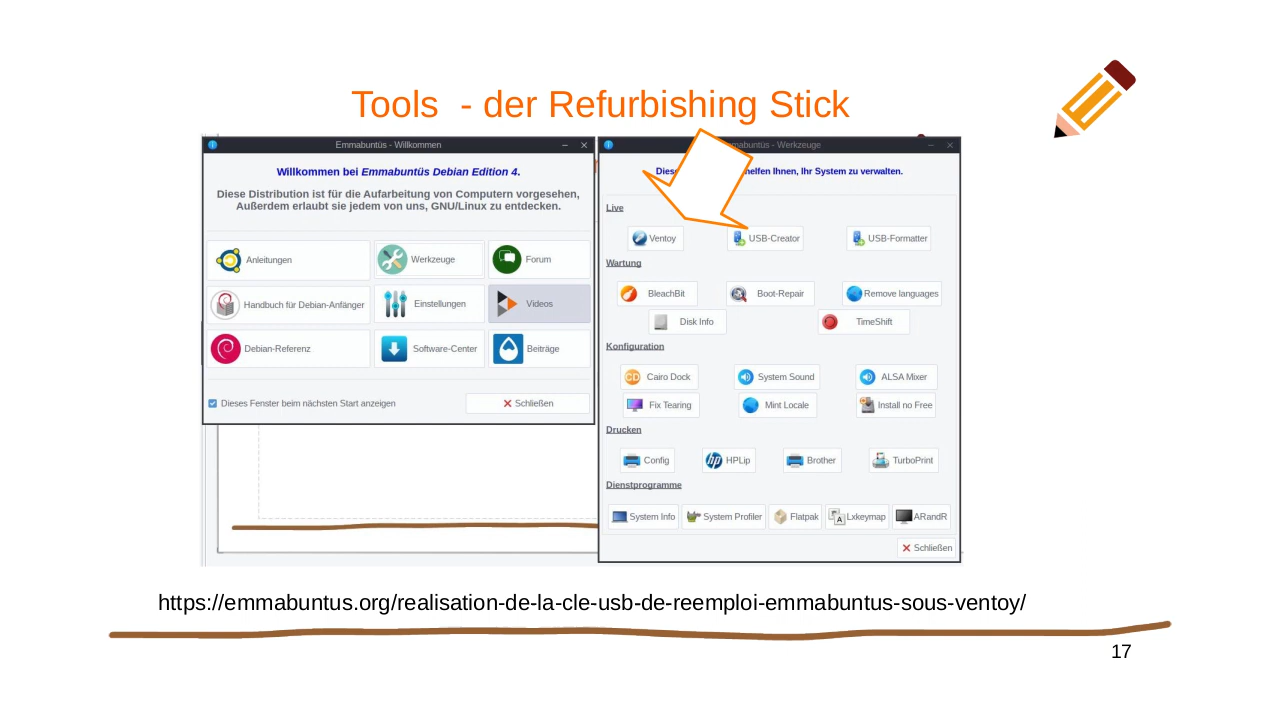 Tools - der Refurbishing Stick
Emmabuntüs - Willkommen
Willkommen bei Emmabuntüs Debian Edition 4.
Diese Distribution ist für die Aufarbeitung von Computern vorgesehen,
Außerdem erlaubt sie jedem von uns, GNU/Linux zu entdecken.
Anleitungen
Werkzeuge
Forum
Handbuch für Debian-Anfänger
Einstellungen
Videos
Debian-Referenz
Software-Center
Beiträge
Dieses Fenster beim nächsten Start anzeigen
Schließen
mabuntüs - Werkzeuge
Dies helfen Ihnen, Ihr System zu verwalten.
Live
Ventoy
USB-Creator
USB-Formatter
Wartung
BleachBit
Boot-Repair
Remove languages
Disk Info
TimeShift
Konfiguration
Cairo Dock
System Sound
ALSA Mixer
Fix Tearing
Mint Locale
Install no Free
Drucken
Config
HPLip
Brother
TurboPrint
Dienstprogramme
System Info
System Profiler
Flatpak
Lxkeymap
ARandR
Schließen
https://emmabuntus.org/realisation-de-la-cle-usb-de-reemploi-emmabuntus-sous-ventoy/
17